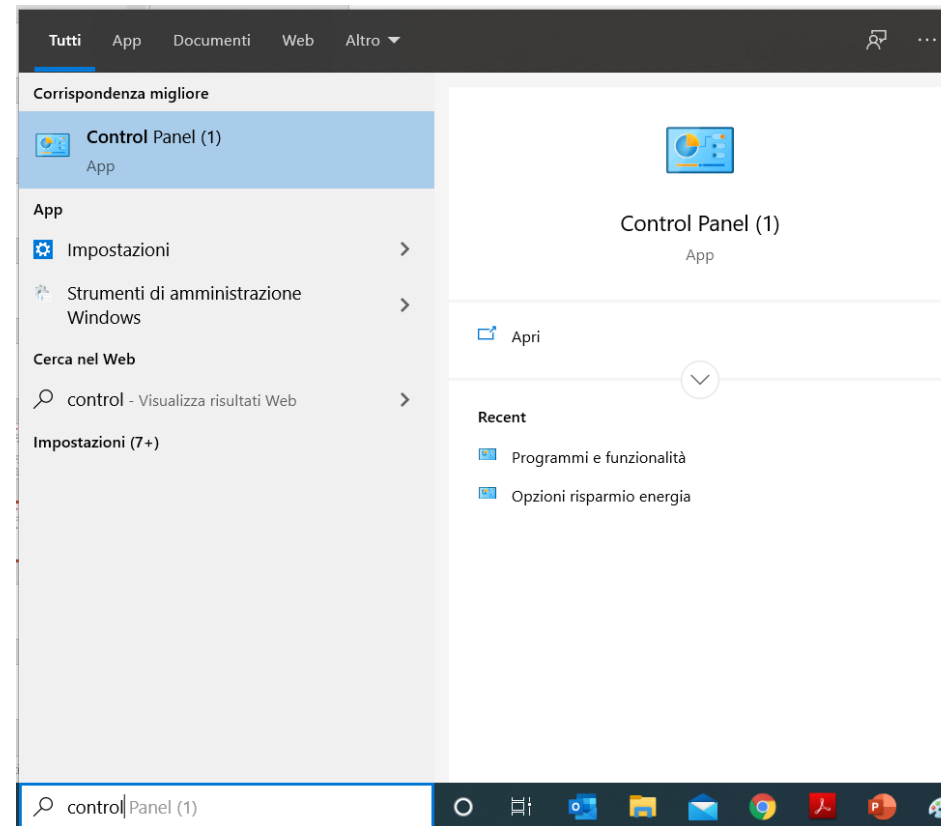 Tutti App Documenti Web Altro
Corrispondenza migliore
Control Panel (1)
App
App
Impostazioni
Strumenti di amministrazione
Windows
Cerca nel Web
control - Visualizza risultati Web
Impostazioni (7+)
Control Panel (1)
App
Apri
Recent
Programmi e funzionalità
Opzioni risparmio energia
control Panel (1)